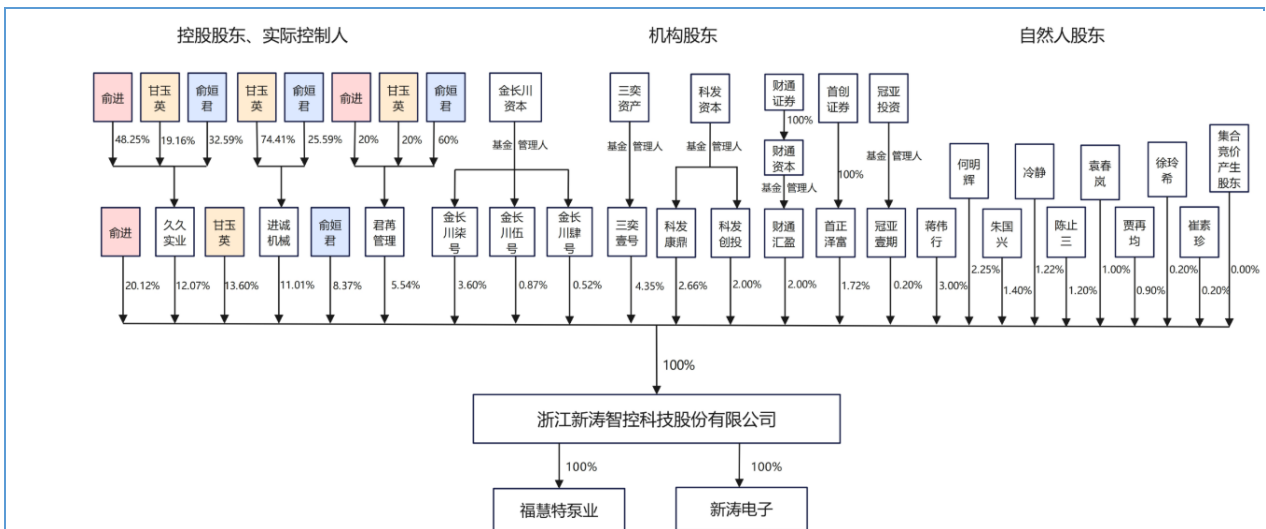 控股股东、实际控制人
机构股东
自然人股东
俞进
甘玉
英
俞姮
君
甘玉
英
俞姮
君
俞进
甘玉
英
俞姮
君
金长川
资本
三奕
资产
科发
资本
财通
证券
首创
证券
冠亚
投资
48.25%
19.16%
32.59%
74.41%
25.59%
20%
20%
60%
基金 管理人
基金 管理人
基金 管理人
100%
财通
资本
基金 管理人
100%
基金 管理人
何明
辉
冷静
袁春
岚
徐玲
希
集合
竞价
产生
股东
俞进
久久
实业
甘玉
英
进诚
机械
俞姮
君
君芮
管理
金长
川柒
号
金长
川伍
号
金长
川肆
号
三奕
壹号
科发
康鼎
科发
创投
财通
汇盈
首正
泽富
冠亚
壹期
蒋伟
行
朱国
兴
陈止
三
贾再
均
崔素
珍
20.12%
12.07%
13.60%
11.01%
8.37%
5.54%
3.60%
0.87%
0.52%
4.35%
2.66%
2.00%
2.00%
1.72%
0.20%
3.00%
2.25%
1.40%
1.22%
1.20%
1.00%
0.90%
0.20%
0.20%
0.00%
100%
浙江新涛智控科技股份有限公司
100%
100%
福慧特泵业
新涛电子